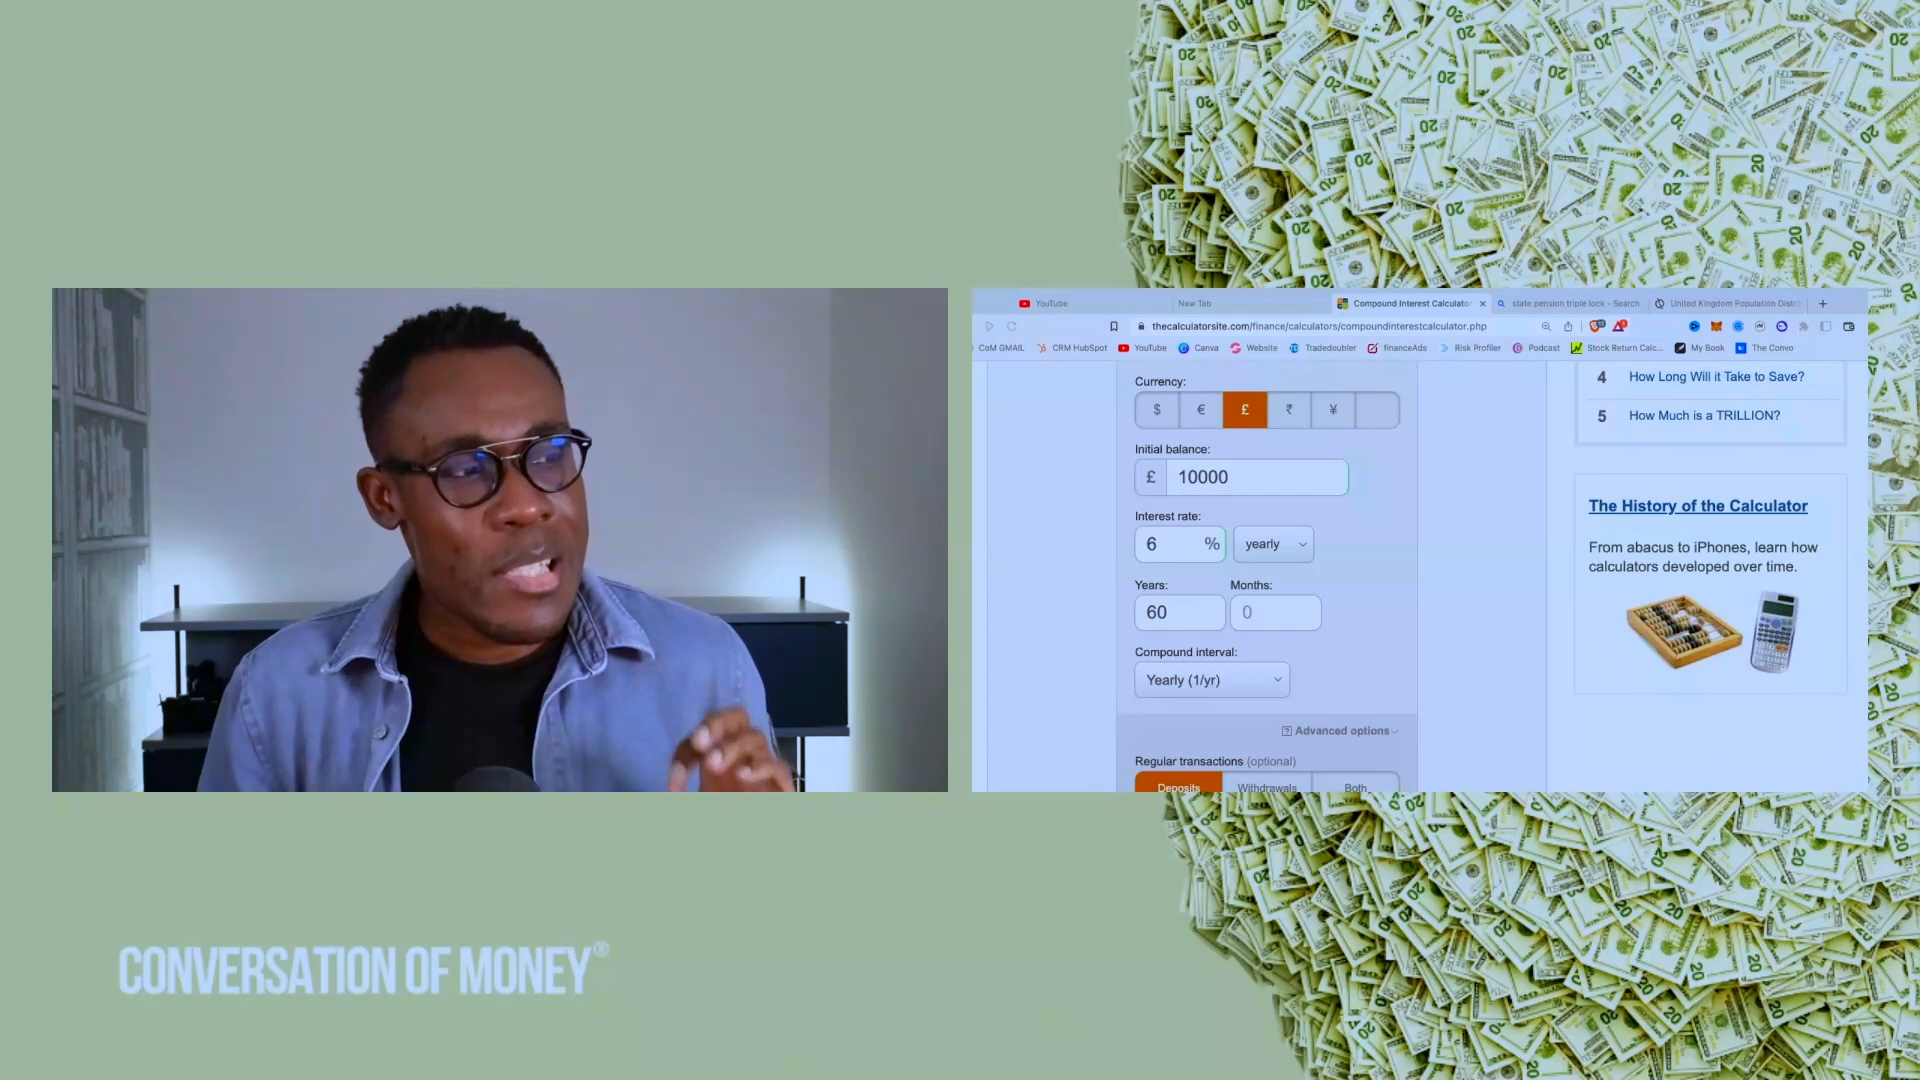 YouTube
New Tab
Compound Interest Calculator
state pension triple lock - Search
United Kingdom Population Distrib
thecalculatorsite.com/finance/calculators/compoundinterestcalculator.php
CoM GMAIL
CRM HubSpot
YouTube
Canva
Website
Tradedoubler
financeAds
Risk Profiler
Podcast
Stock Return Calc...
My Book
The Convo
Currency:
$ € £ ₹ ¥
Initial balance:
£ 10000
Interest rate:
6 % yearly
Years: Months:
60 0
Compound interval:
Yearly (1/yr)
Advanced options
Regular transactions (optional)
Deposits Withdrawals Both
4 How Long Will it Take to Save?
5 How Much is a TRILLION?
The History of the Calculator
From abacus to iPhones, learn how
calculators developed over time.
CONVERSATION OF MONEY®